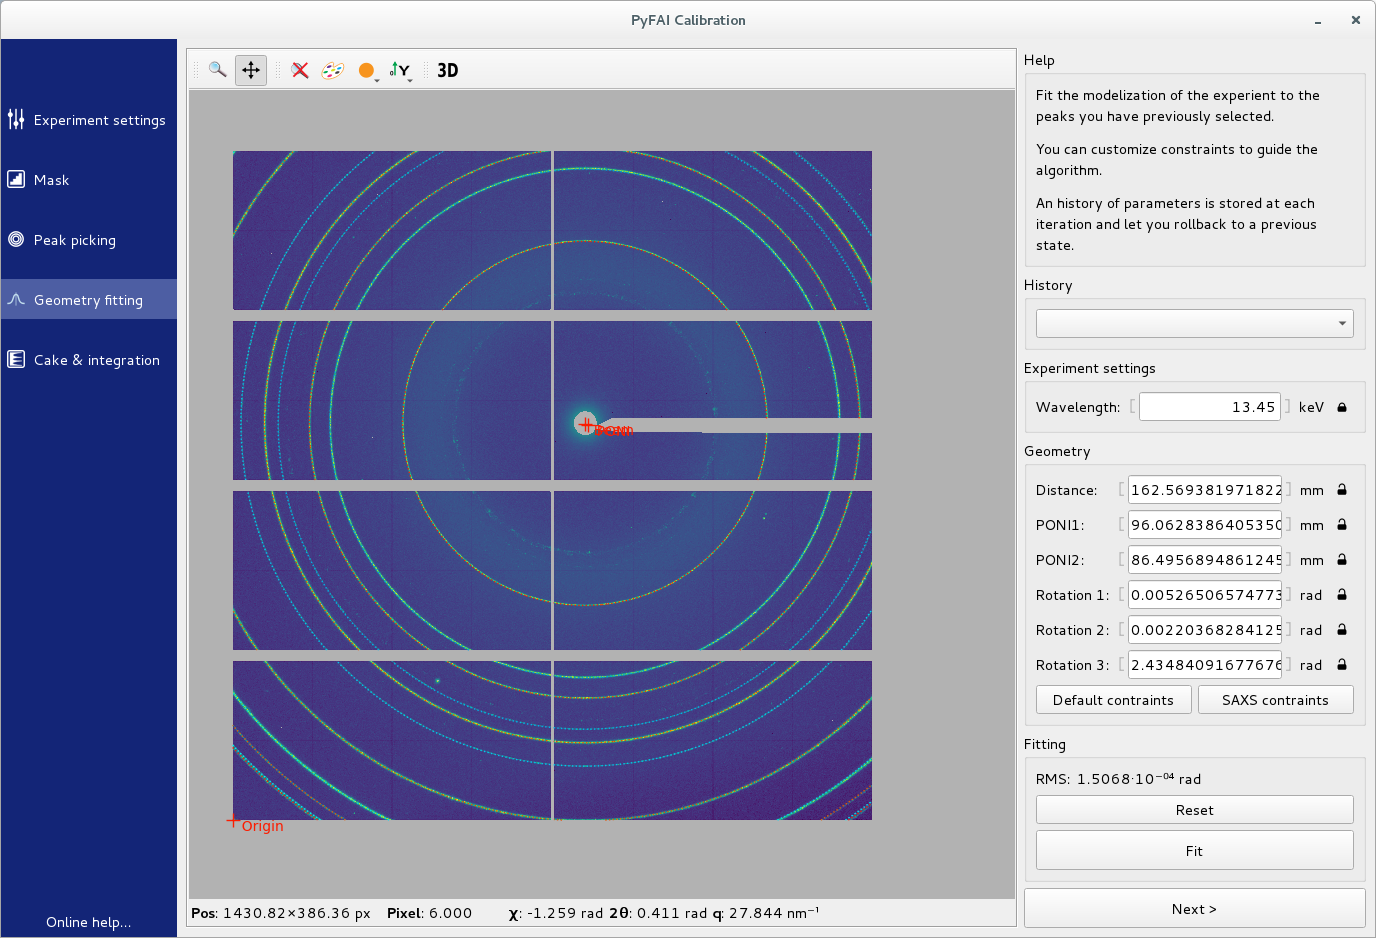 PyFAI Calibration
Experiment settings
Mask
Peak picking
Geometry fitting
Cake & integration
Online help...
3D
Y
PONI
Origin
Pos: 1430.82×386.36 px Pixel: 6.000 χ: -1.259 rad 2θ: 0.411 rad q: 27.844 nm⁻¹
Help
Fit the modelization of the experient to the
peaks you have previously selected.
You can customize constraints to guide the
algorithm.
An history of parameters is stored at each
iteration and let you rollback to a previous
state.
History
Experiment settings
Wavelength: [ 13.45 ] keV
Geometry
Distance: [ 162.569381971822 ] mm
PONI1: [ 96.0628386405350 ] mm
PONI2: [ 86.4956894861245 ] mm
Rotation 1: [ 0.00526506574773 ] rad
Rotation 2: [ 0.00220368284125 ] rad
Rotation 3: [ 2.43484091677676 ] rad
Default contraints SAXS contraints
Fitting
RMS: 1.5068·10⁻⁰⁴ rad
Reset
Fit
Next >